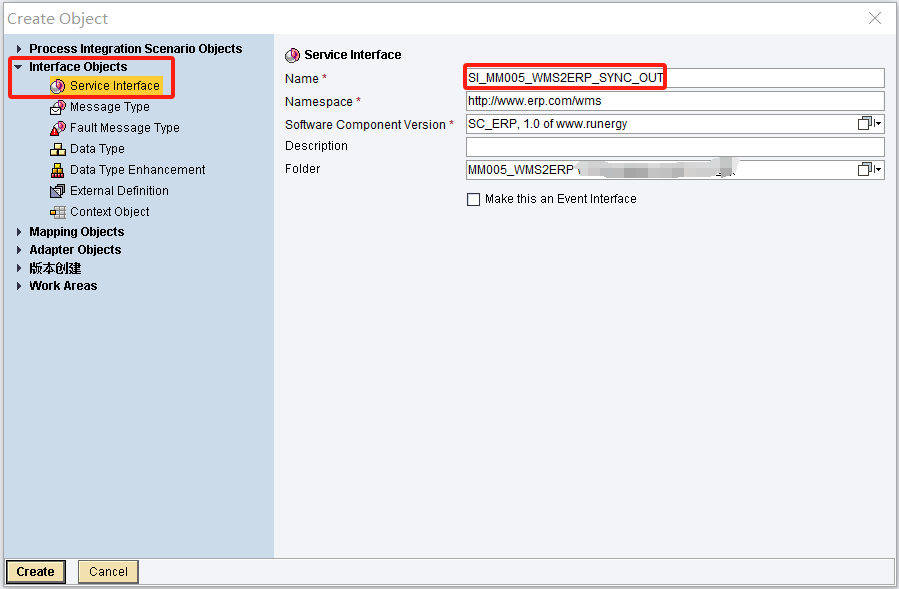 Create Object
Process Integration Scenario Objects
Interface Objects
Service Interface
Message Type
Fault Message Type
Data Type
Data Type Enhancement
External Definition
Context Object
Mapping Objects
Adapter Objects
版本创建
Work Areas
Service Interface
Name * SI_MM005_WMS2ERP_SYNC_OUT
Namespace * http://www.erp.com/wms
Software Component Version * SC_ERP, 1.0 of www.runergy
Description
Folder MM005_WMS2ERP
Make this an Event Interface
Create Cancel